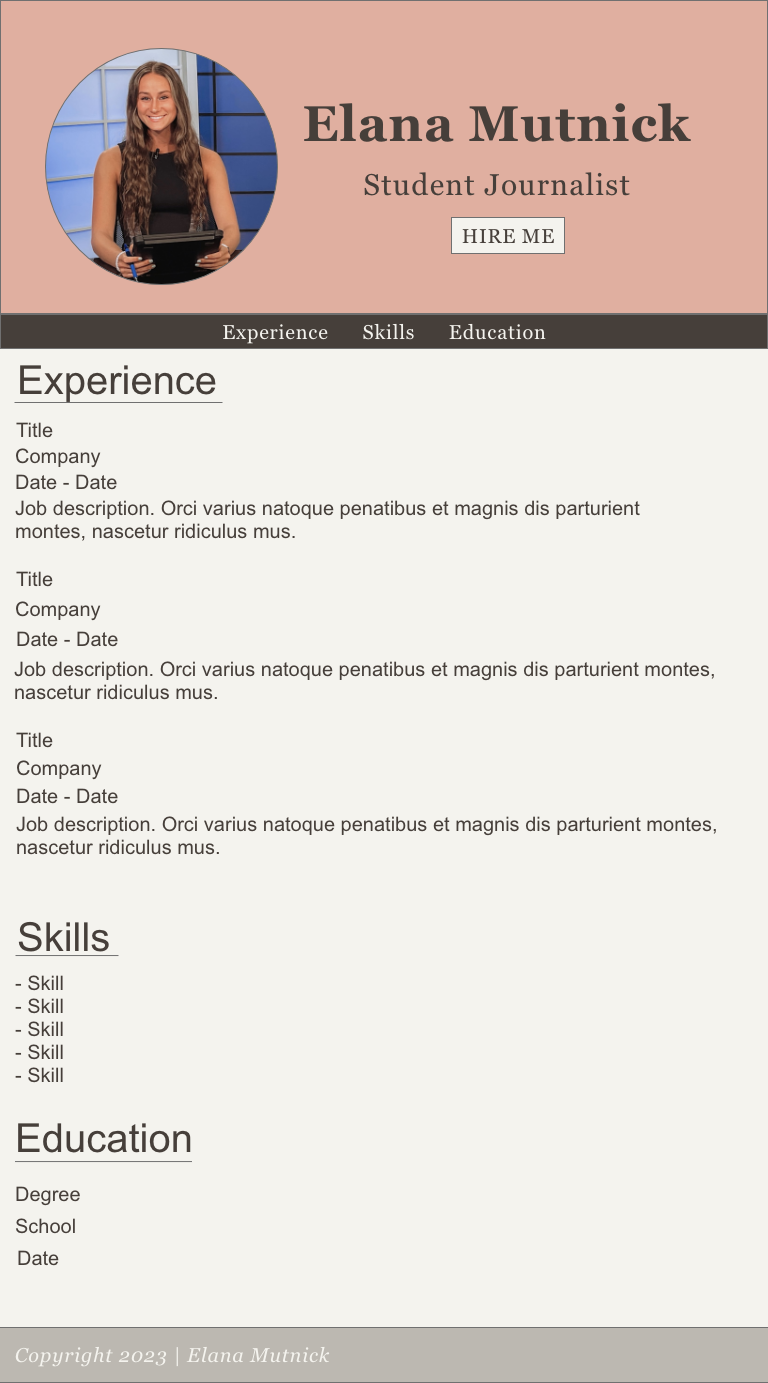 Elana Mutnick
Student Journalist
HIRE ME
Experience Skills Education
Experience
Title
Company
Date - Date
Job description. Orci varius natoque penatibus et magnis dis parturient
montes, nascetur ridiculus mus.
Title
Company
Date - Date
Job description. Orci varius natoque penatibus et magnis dis parturient montes,
nascetur ridiculus mus.
Title
Company
Date - Date
Job description. Orci varius natoque penatibus et magnis dis parturient montes,
nascetur ridiculus mus.
Skills
- Skill
- Skill
- Skill
- Skill
- Skill
Education
Degree
School
Date
Copyright 2023 | Elana Mutnick